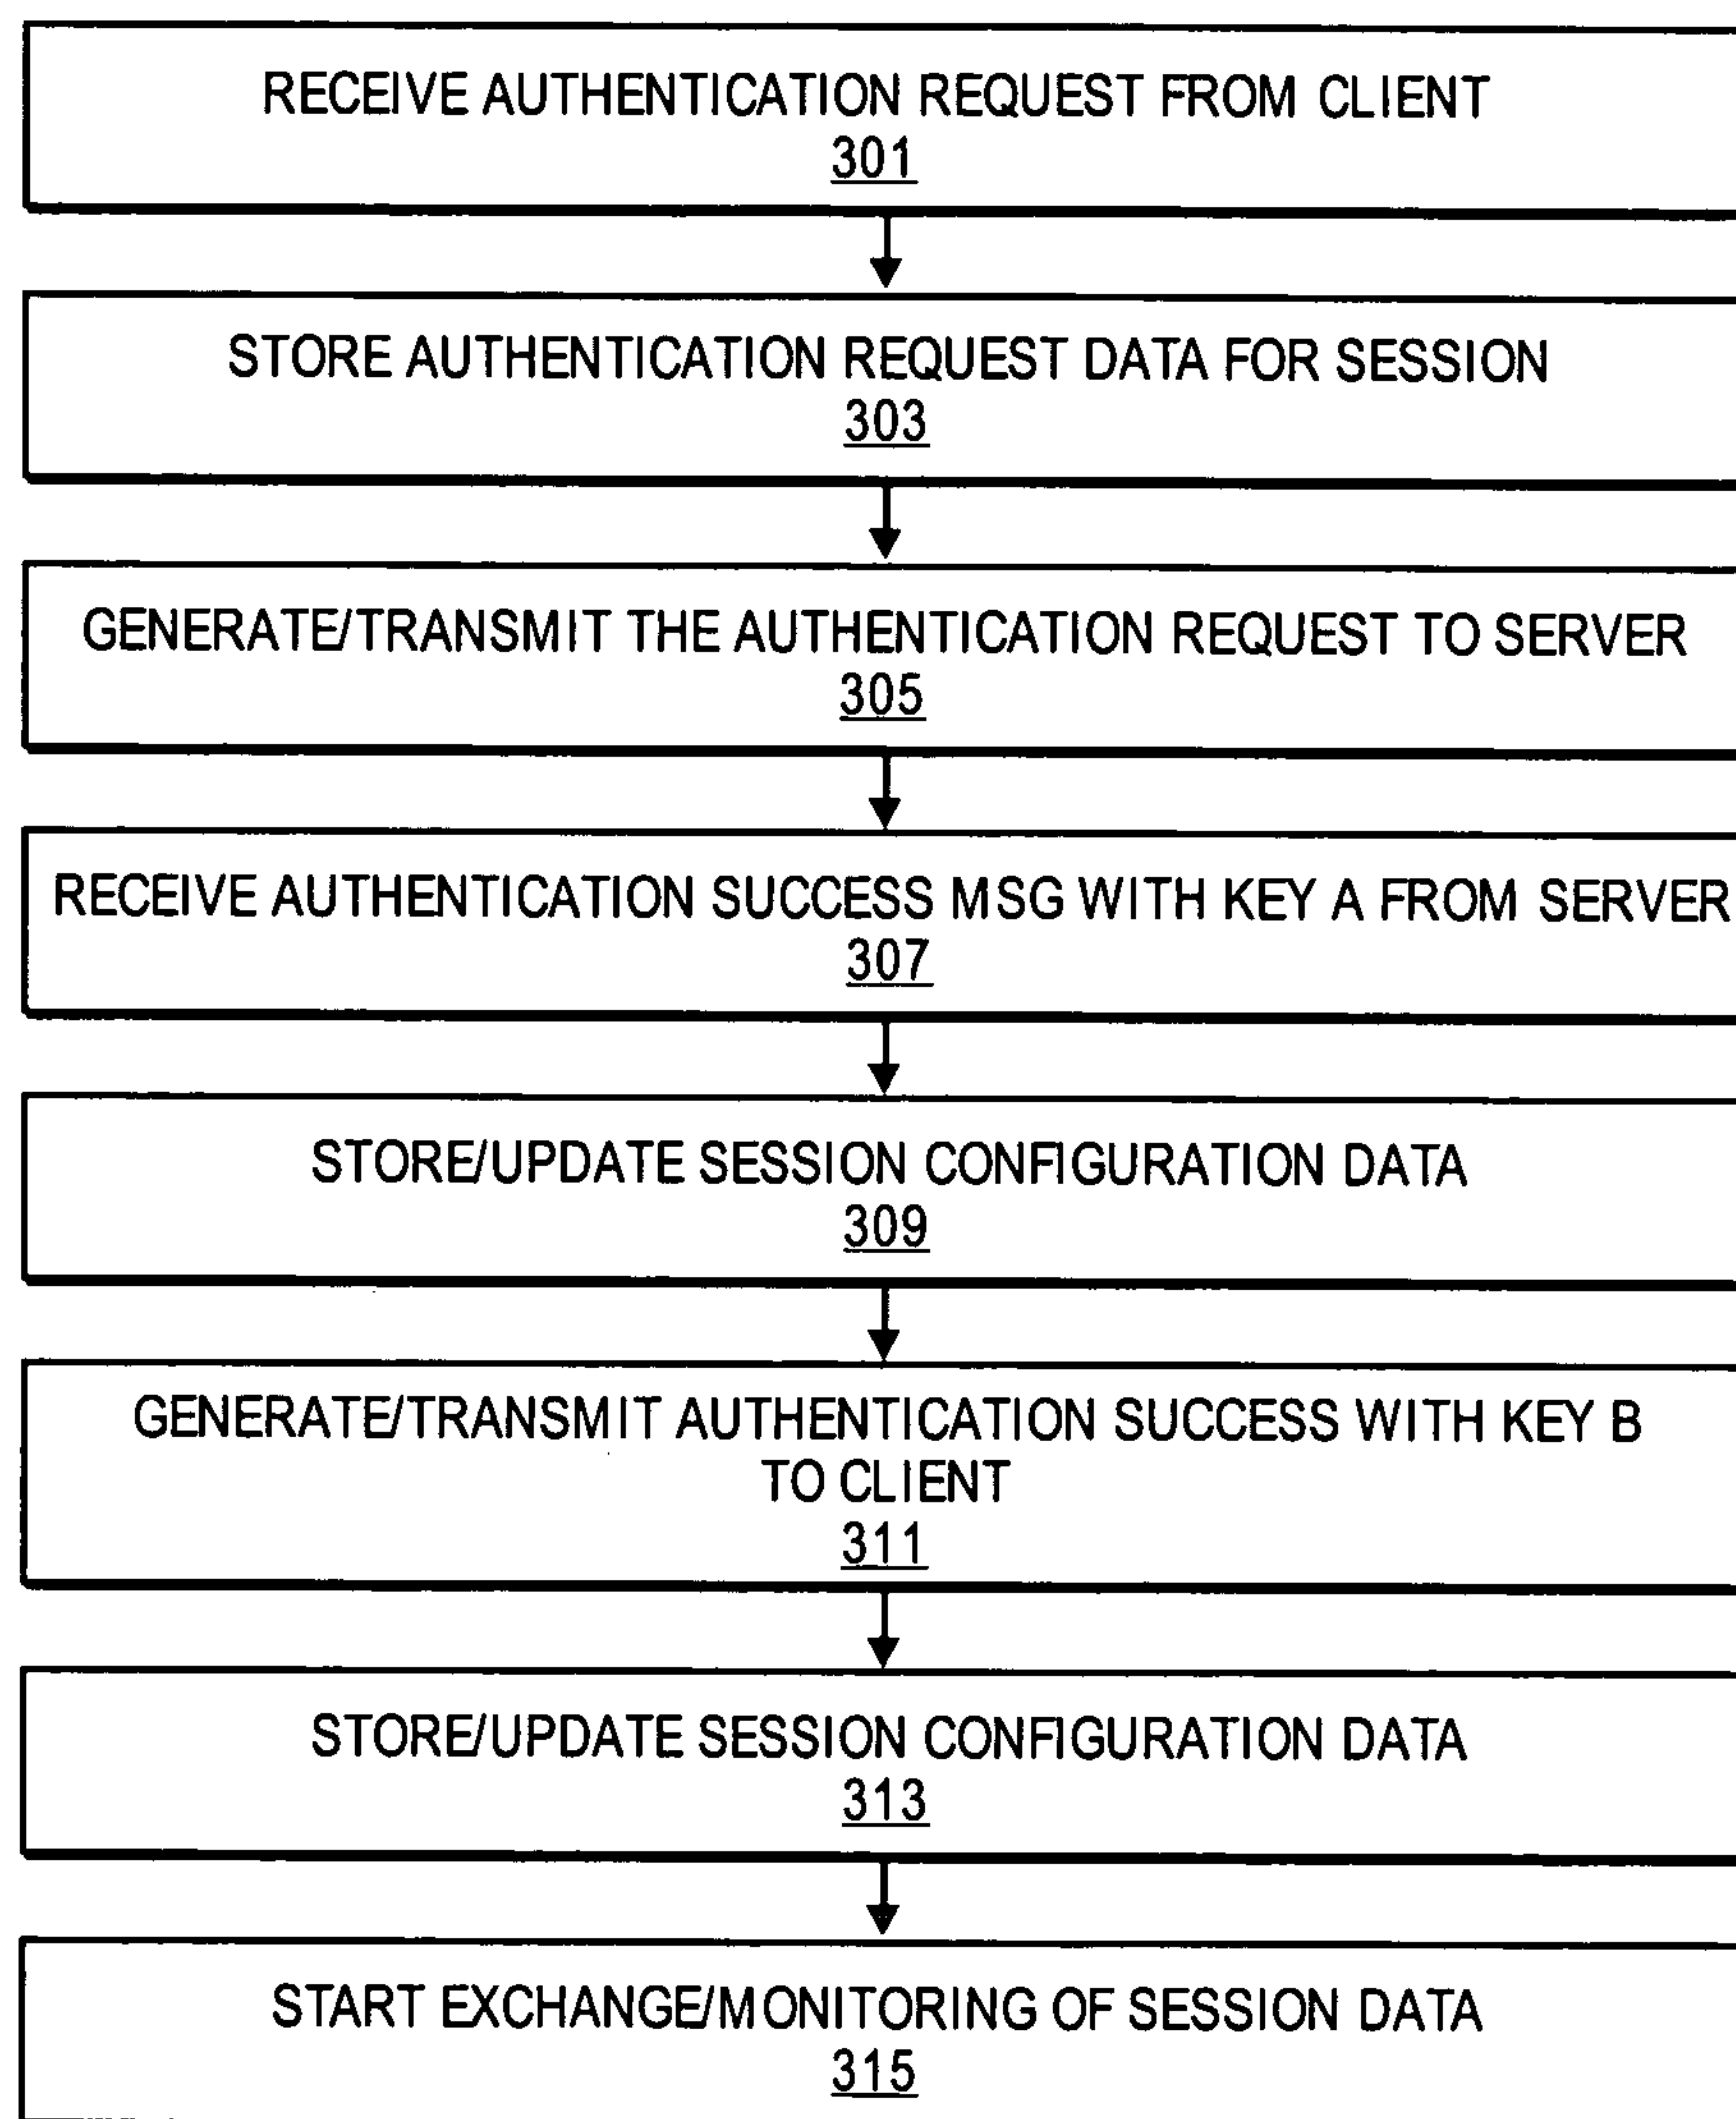 RECEIVE AUTHENTICATION REQUEST FROM CLIENT
301
STORE AUTHENTICATION REQUEST DATA FOR SESSION
303
GENERATE/TRANSMIT THE AUTHENTICATION REQUEST TO SERVER
305
RECEIVE AUTHENTICATION SUCCESS MSG WITH KEY A FROM SERVER
307
STORE/UPDATE SESSION CONFIGURATION DATA
309
GENERATE/TRANSMIT AUTHENTICATION SUCCESS WITH KEY B
TO CLIENT
311
STORE/UPDATE SESSION CONFIGURATION DATA
313
START EXCHANGE/MONITORING OF SESSION DATA
315